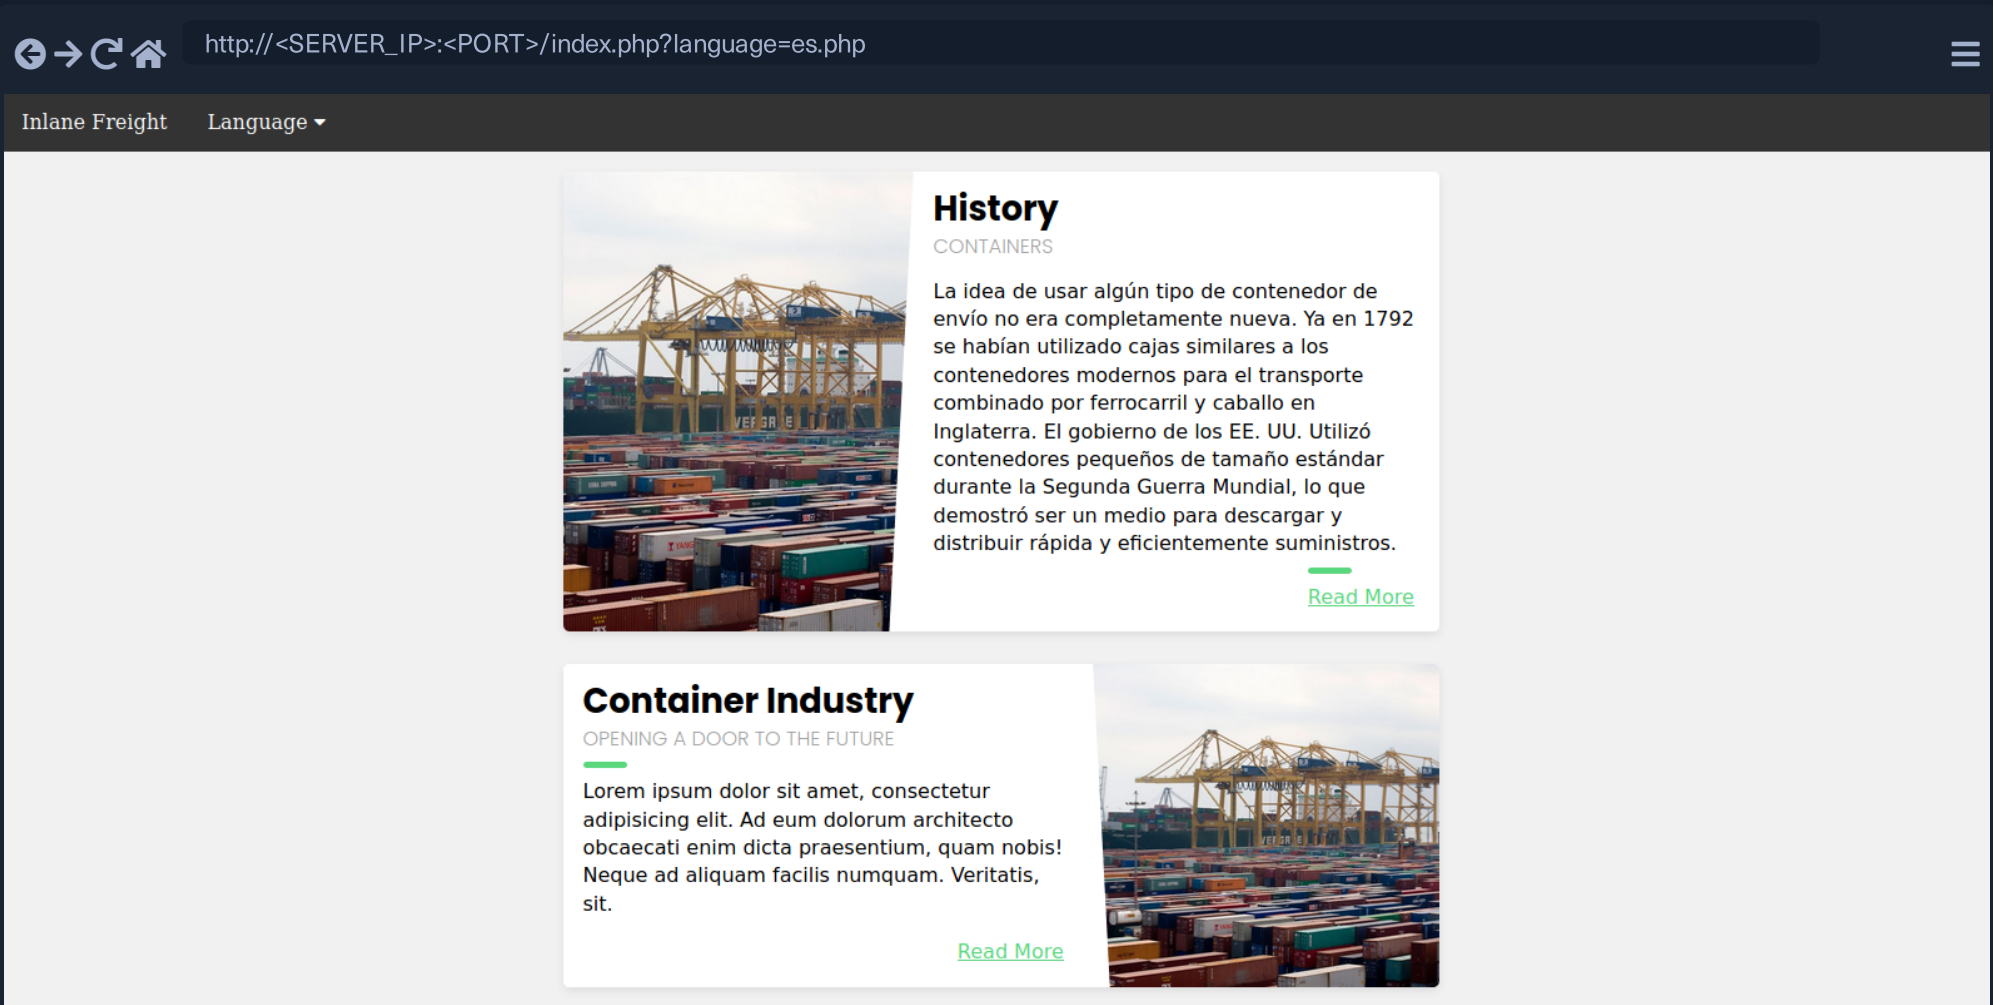 http://<SERVER_IP>:<PORT>/index.php?language=es.php
Inlane Freight Language
History
CONTAINERS
La idea de usar algún tipo de contenedor de
envío no era completamente nueva. Ya en 1792
se habían utilizado cajas similares a los
contenedores modernos para el transporte
combinado por ferrocarril y caballo en
Inglaterra. El gobierno de los EE. UU. Utilizó
contenedores pequeños de tamaño estándar
durante la Segunda Guerra Mundial, lo que
demostró ser un medio para descargar y
distribuir rápida y eficientemente suministros.
Read More
Container Industry
OPENING A DOOR TO THE FUTURE
Lorem ipsum dolor sit amet, consectetur
adipisicing elit. Ad eum dolorum architecto
obcaecati enim dicta praesentium, quam nobis!
Neque ad aliquam facilis numquam. Veritatis,
sit.
Read More